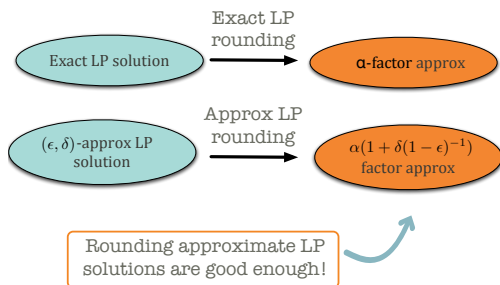 Exact LP
rounding
Exact LP solution
α-factor approx
Approx LP
rounding
(ϵ, δ)-approx LP
solution
α(1 + δ(1 − ϵ)⁻¹)
factor approx
Rounding approximate LP
solutions are good enough!